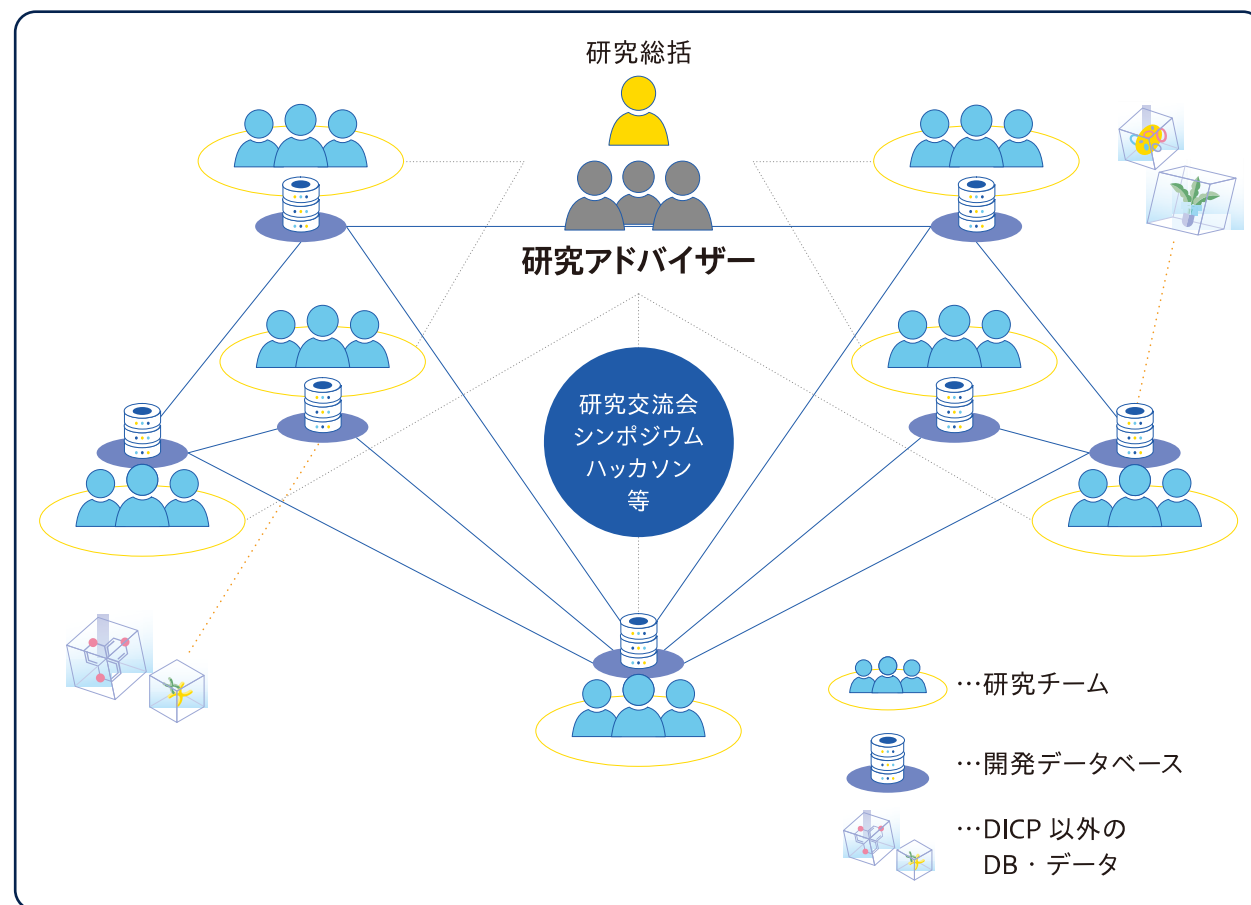 研究総括
研究アドバイザー
研究交流会
シンポジウム
ハッカソン
等
…研究チーム
…開発データベース
…DICP 以外の
DB・データ